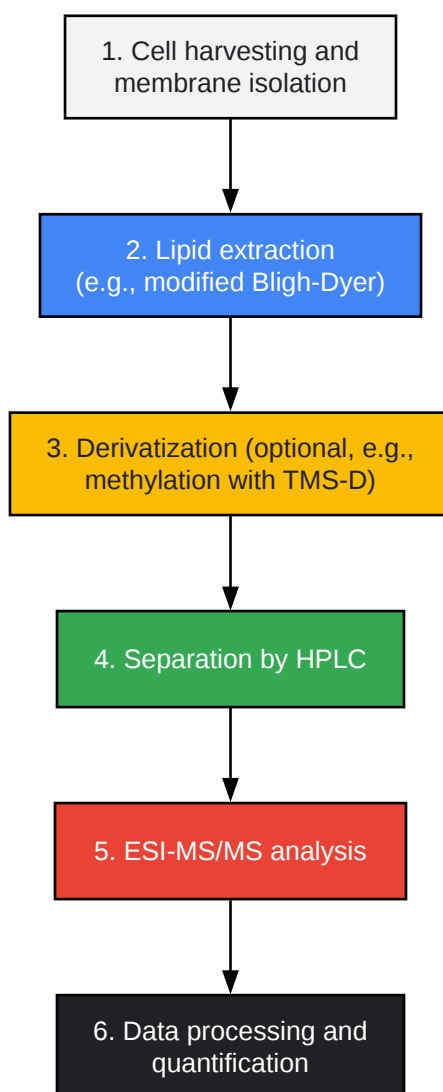 1. Cell harvesting and
membrane isolation
2. Lipid extraction
(e.g., modified Bligh-Dyer)
3. Derivatization (optional, e.g.,
methylation with TMS-D)
4. Separation by HPLC
5. ESI-MS/MS analysis
6. Data processing and
quantification